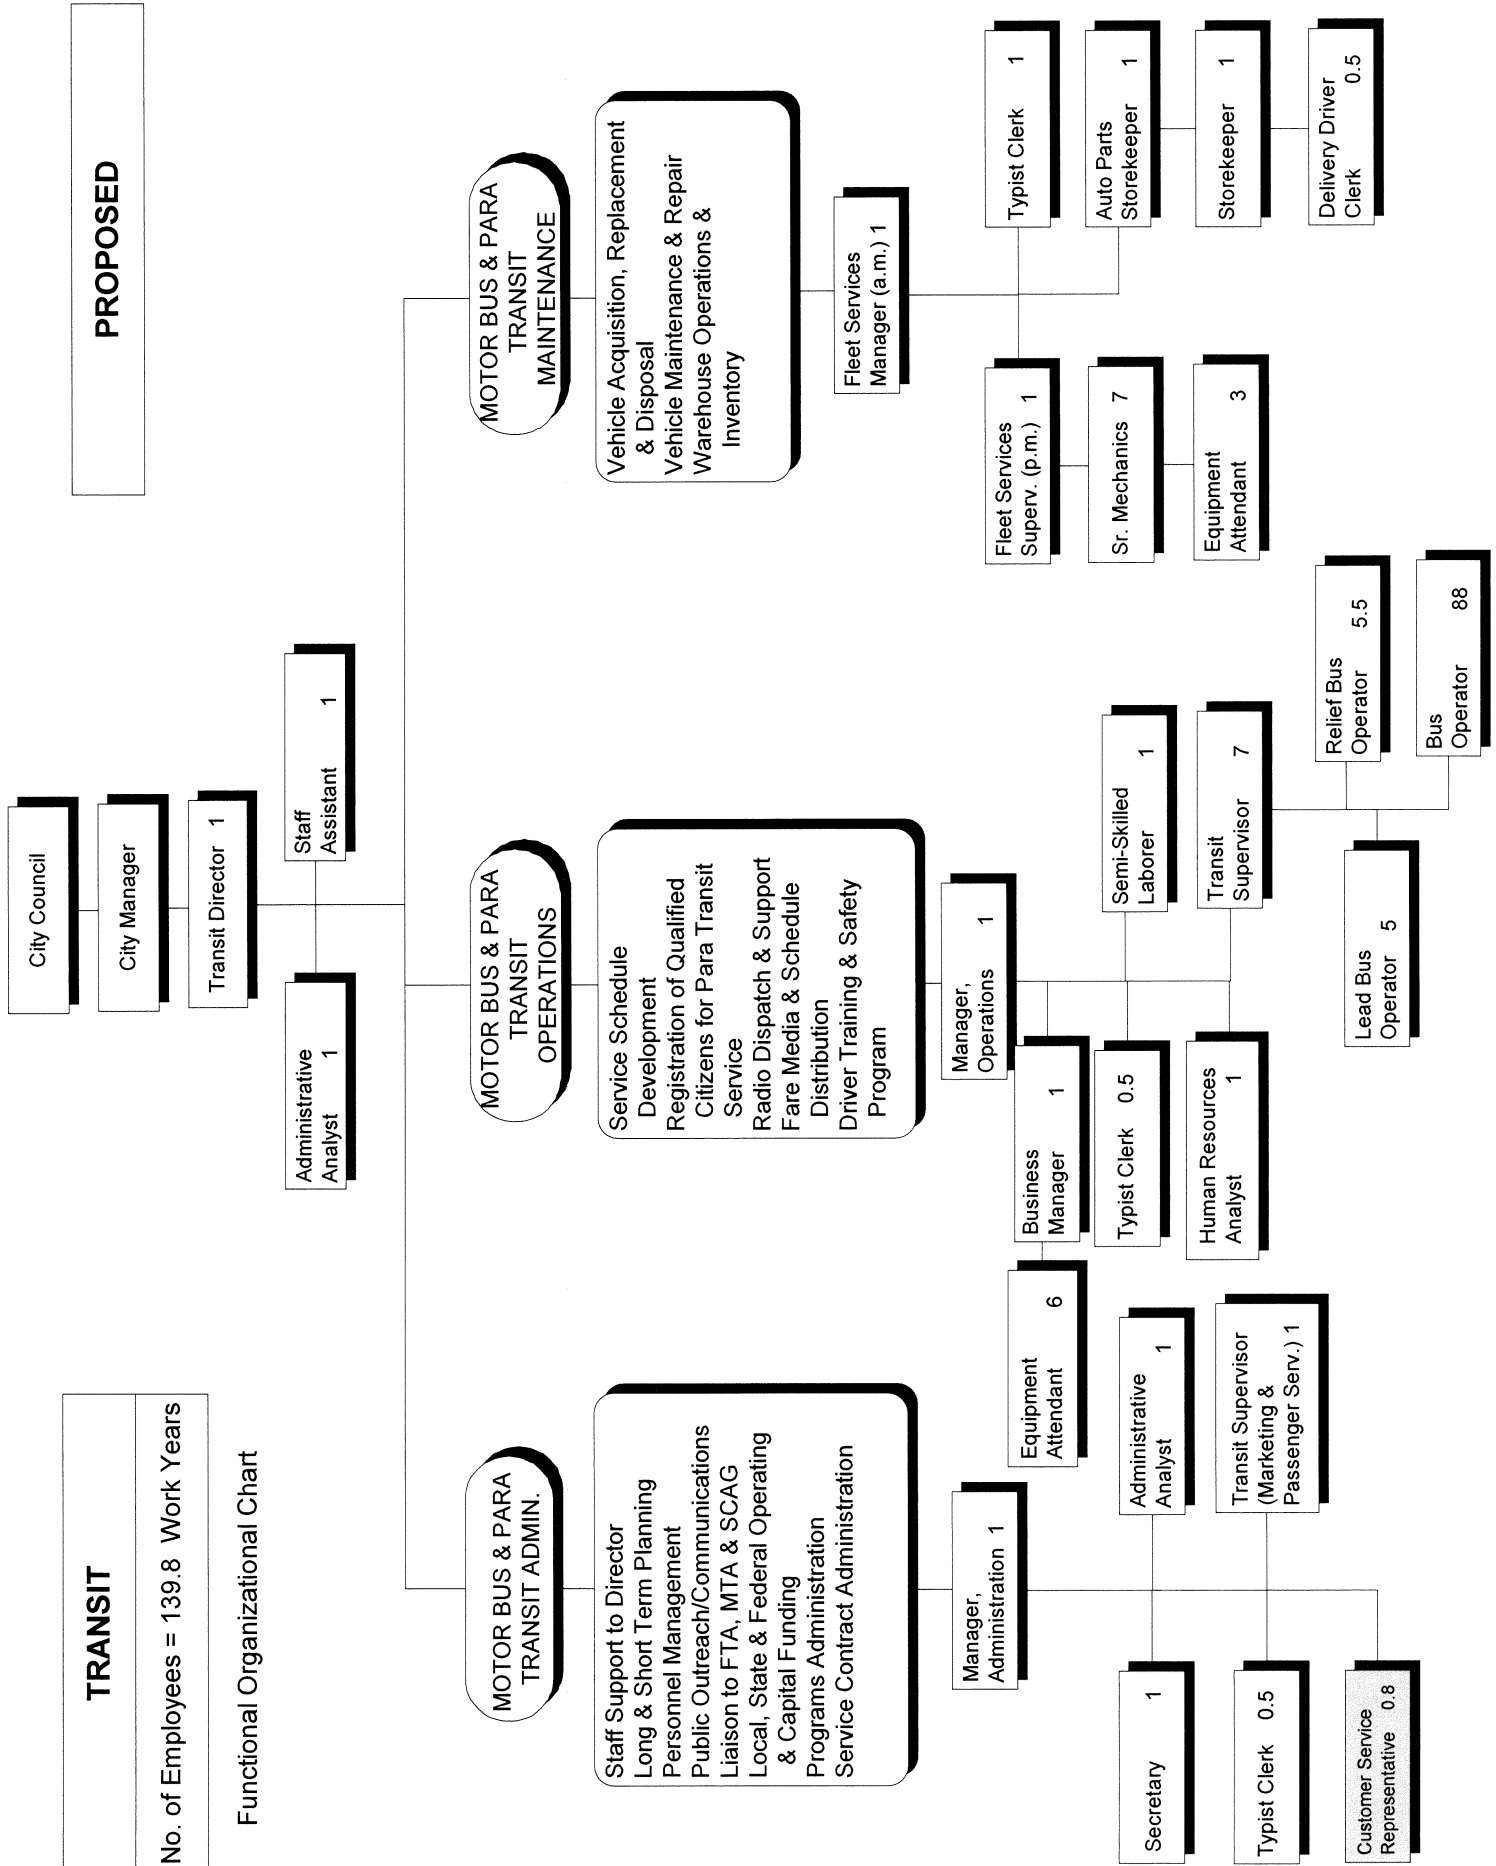 TRANSIT
No. of Employees = 139.8 Work Years
Functional Organizational Chart
PROPOSED
City Council
City Manager
Transit Director 1
Administrative
Analyst 1
Staff
Assistant 1
MOTOR BUS & PARA
TRANSIT ADMIN.
Staff Support to Director
Long & Short Term Planning
Personnel Management
Public Outreach/Communications
Liaison to FTA, MTA & SCAG
Local, State & Federal Operating
& Capital Funding
Programs Administration
Service Contract Administration
Manager,
Administration 1
Secretary 1
Administrative
Analyst 1
Typist Clerk 0.5
Transit Supervisor
(Marketing &
Passenger Serv.) 1
Customer Service
Representative 0.8
MOTOR BUS & PARA
TRANSIT
OPERATIONS
Service Schedule
Development
Registration of Qualified
Citizens for Para Transit
Service
Radio Dispatch & Support
Fare Media & Schedule
Distribution
Driver Training & Safety
Program
Manager,
Operations 1
Equipment
Attendant 6
Business
Manager 1
Typist Clerk 0.5
Semi-Skilled
Laborer 1
Human Resources
Analyst 1
Transit
Supervisor 7
Lead Bus
Operator 5
Relief Bus
Operator 5.5
Bus
Operator 88
MOTOR BUS & PARA
TRANSIT
MAINTENANCE
Vehicle Acquisition, Replacement
& Disposal
Vehicle Maintenance & Repair
Warehouse Operations &
Inventory
Fleet Services
Manager (a.m.) 1
Fleet Services
Superv. (p.m.) 1
Sr. Mechanics 7
Equipment
Attendant 3
Typist Clerk 1
Auto Parts
Storekeeper 1
Storekeeper 1
Delivery Driver
Clerk 0.5